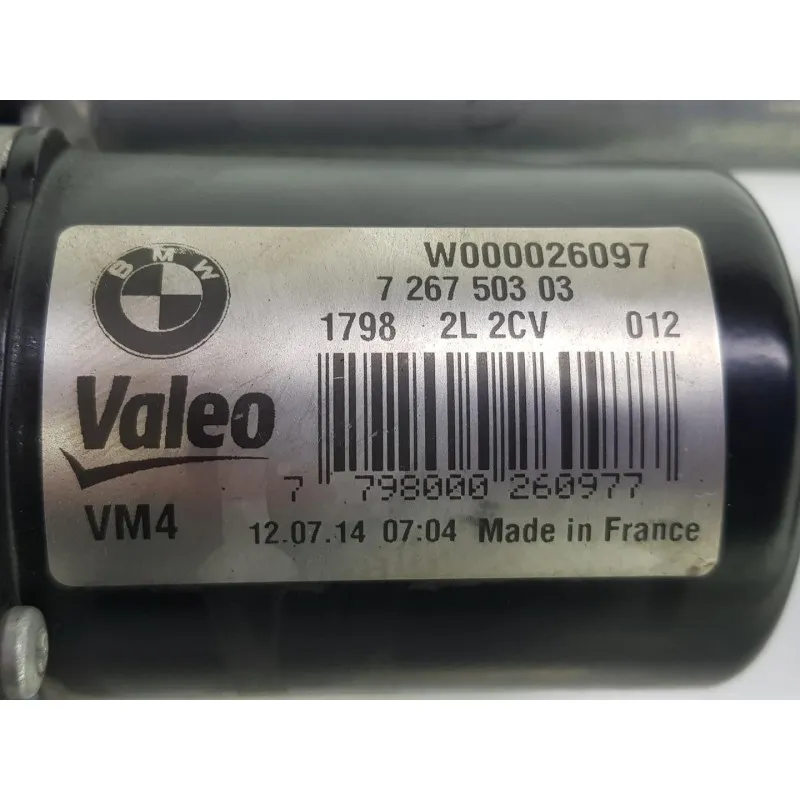 BMW
W000026097
7 267 503 03
1798 2L 2CV 012
Valeo
7 798000 260977
VM4
12.07.14 07:04 Made in France